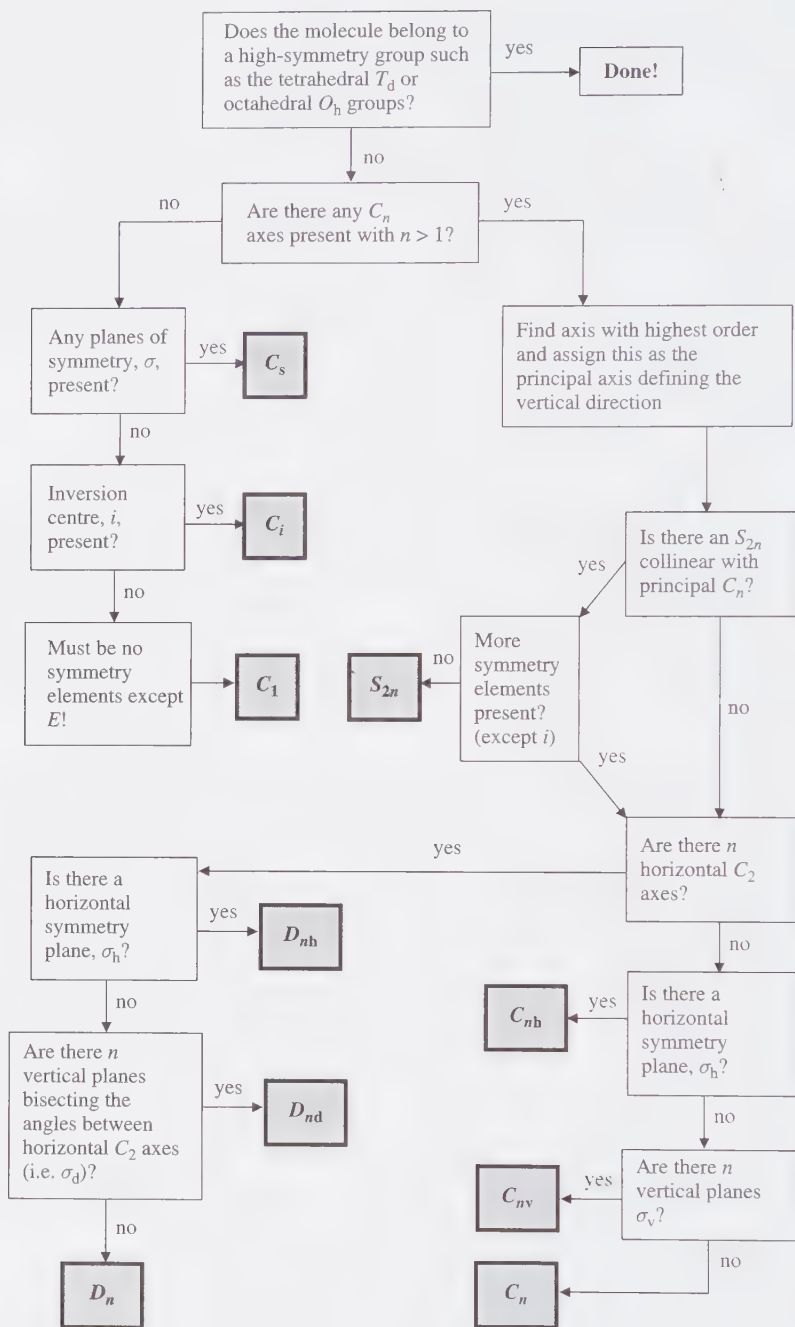 Does the molecule belong to
a high-symmetry group such
as the tetrahedral T_d or
octahedral O_h groups?
yes
Done!
no
Are there any C_n
axes present with n > 1?
no
yes
Any planes of
symmetry, σ,
present?
yes
C_s
no
Inversion
centre, i,
present?
yes
C_i
no
Must be no
symmetry
elements except
E!
C_1
Find axis with highest order
and assign this as the
principal axis defining the
vertical direction
Is there an S_2n
collinear with
principal C_n?
yes
no
More
symmetry
elements
present?
(except i)
no
S_2n
yes
Are there n
horizontal C_2
axes?
yes
no
Is there a
horizontal
symmetry
plane, σ_h?
yes
D_nh
no
Are there n
vertical planes
bisecting the
angles between
horizontal C_2 axes
(i.e. σ_d)?
yes
D_nd
no
D_n
Is there a
horizontal
symmetry
plane, σ_h?
yes
C_nh
no
Are there n
vertical planes
σ_v?
yes
C_nv
no
C_n